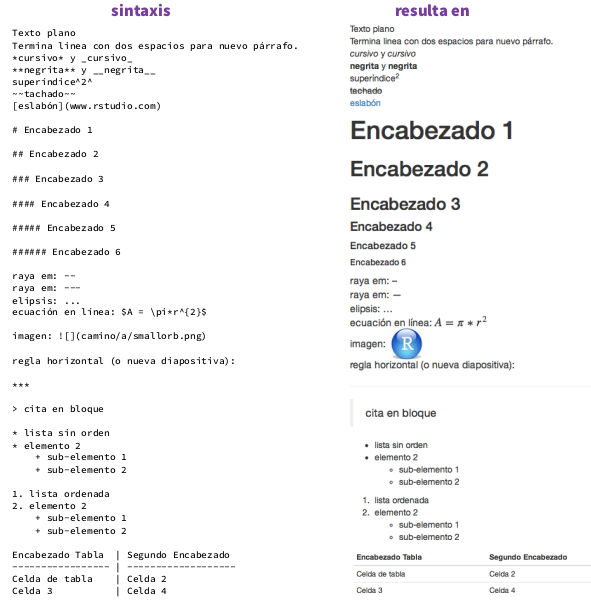 sintaxis
Texto plano
Termina linea con dos espacios para nuevo párrafo.
*cursivo* y _cursivo_
**negrita** y __negrita__
superíndice^2^
~~tachado~~
[eslabón](www.rstudio.com)
# Encabezado 1
## Encabezado 2
### Encabezado 3
#### Encabezado 4
##### Encabezado 5
###### Encabezado 6
raya em: --
raya em: ---
elipsis: ...
ecuación en línea: $A = \pi*r^{2}$
imagen: ![](camino/a/smallorb.png)
regla horizontal (o nueva diapositiva):
***
> cita en bloque
* lista sin orden
* elemento 2
    + sub-elemento 1
    + sub-elemento 2
1. lista ordenada
2. elemento 2
    + sub-elemento 1
    + sub-elemento 2
Encabezado Tabla  | Segundo Encabezado
----------------- | -------------------
Celda de tabla    | Celda 2
Celda 3           | Celda 4
resulta en
Texto plano
Termina linea con dos espacios para nuevo párrafo.
cursivo y cursivo
negrita y negrita
superíndice²
tachado
eslabón
Encabezado 1
Encabezado 2
Encabezado 3
Encabezado 4
Encabezado 5
Encabezado 6
raya em: –
raya em: —
elipsis: …
ecuación en línea: A = π * r²
imagen: R
regla horizontal (o nueva diapositiva):
cita en bloque
• lista sin orden
• elemento 2
    ◦ sub-elemento 1
    ◦ sub-elemento 2
1. lista ordenada
2. elemento 2
    ◦ sub-elemento 1
    ◦ sub-elemento 2
Encabezado Tabla Segundo Encabezado
Celda de tabla Celda 2
Celda 3 Celda 4